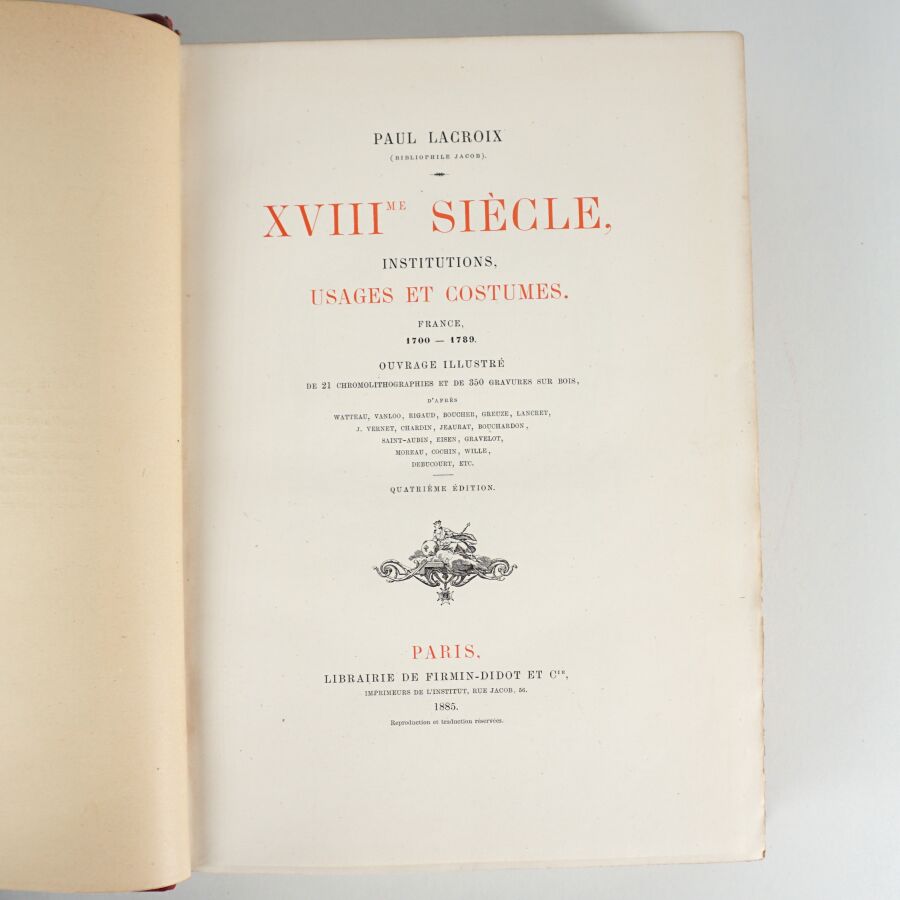 PAUL LACROIX
(BIBLIOPHILE JACOB).
XVIIIME SIÈCLE,
INSTITUTIONS,
USAGES ET COSTUMES.
FRANCE,
1700 — 1789.
OUVRAGE ILLUSTRÉ
DE 21 CHROMOLITHOGRAPHIES ET DE 350 GRAVURES SUR BOIS,
D'APRÈS
WATTEAU, VANLOO, RIGAUD, BOUCHER, GREUZE, LANCRET,
J. VERNET, CHARDIN, JEAURAT, BOUCHARDON,
SAINT-AUBIN, EISEN, GRAVELOT,
MOREAU, COCHIN, WILLE,
DEBUCOURT, ETC.
QUATRIÈME ÉDITION.
PARIS,
LIBRAIRIE DE FIRMIN-DIDOT ET CIE,
IMPRIMEURS DE L'INSTITUT, RUE JACOB, 56.
1885.
Reproduction et traduction réservées.